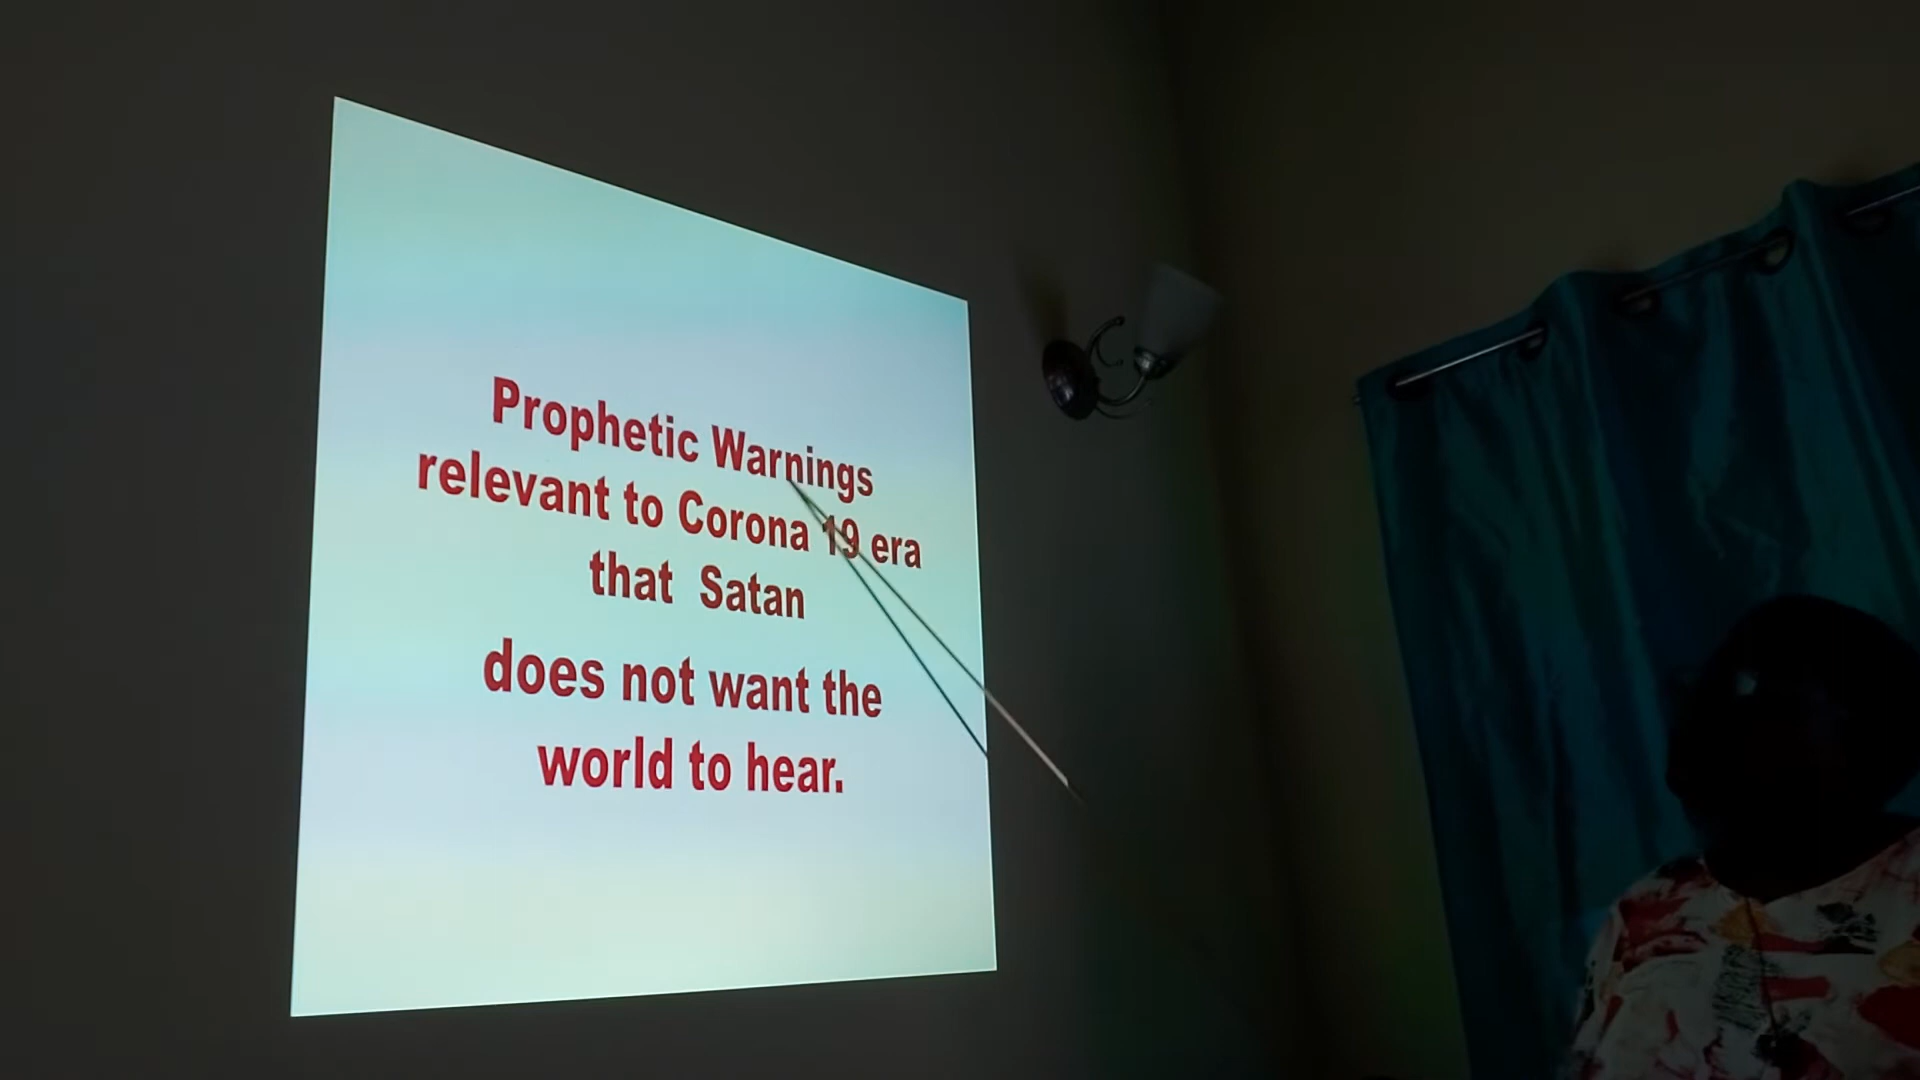 Prophetic Warnings
relevant to Corona 19 era
that Satan
does not want the
world to hear.